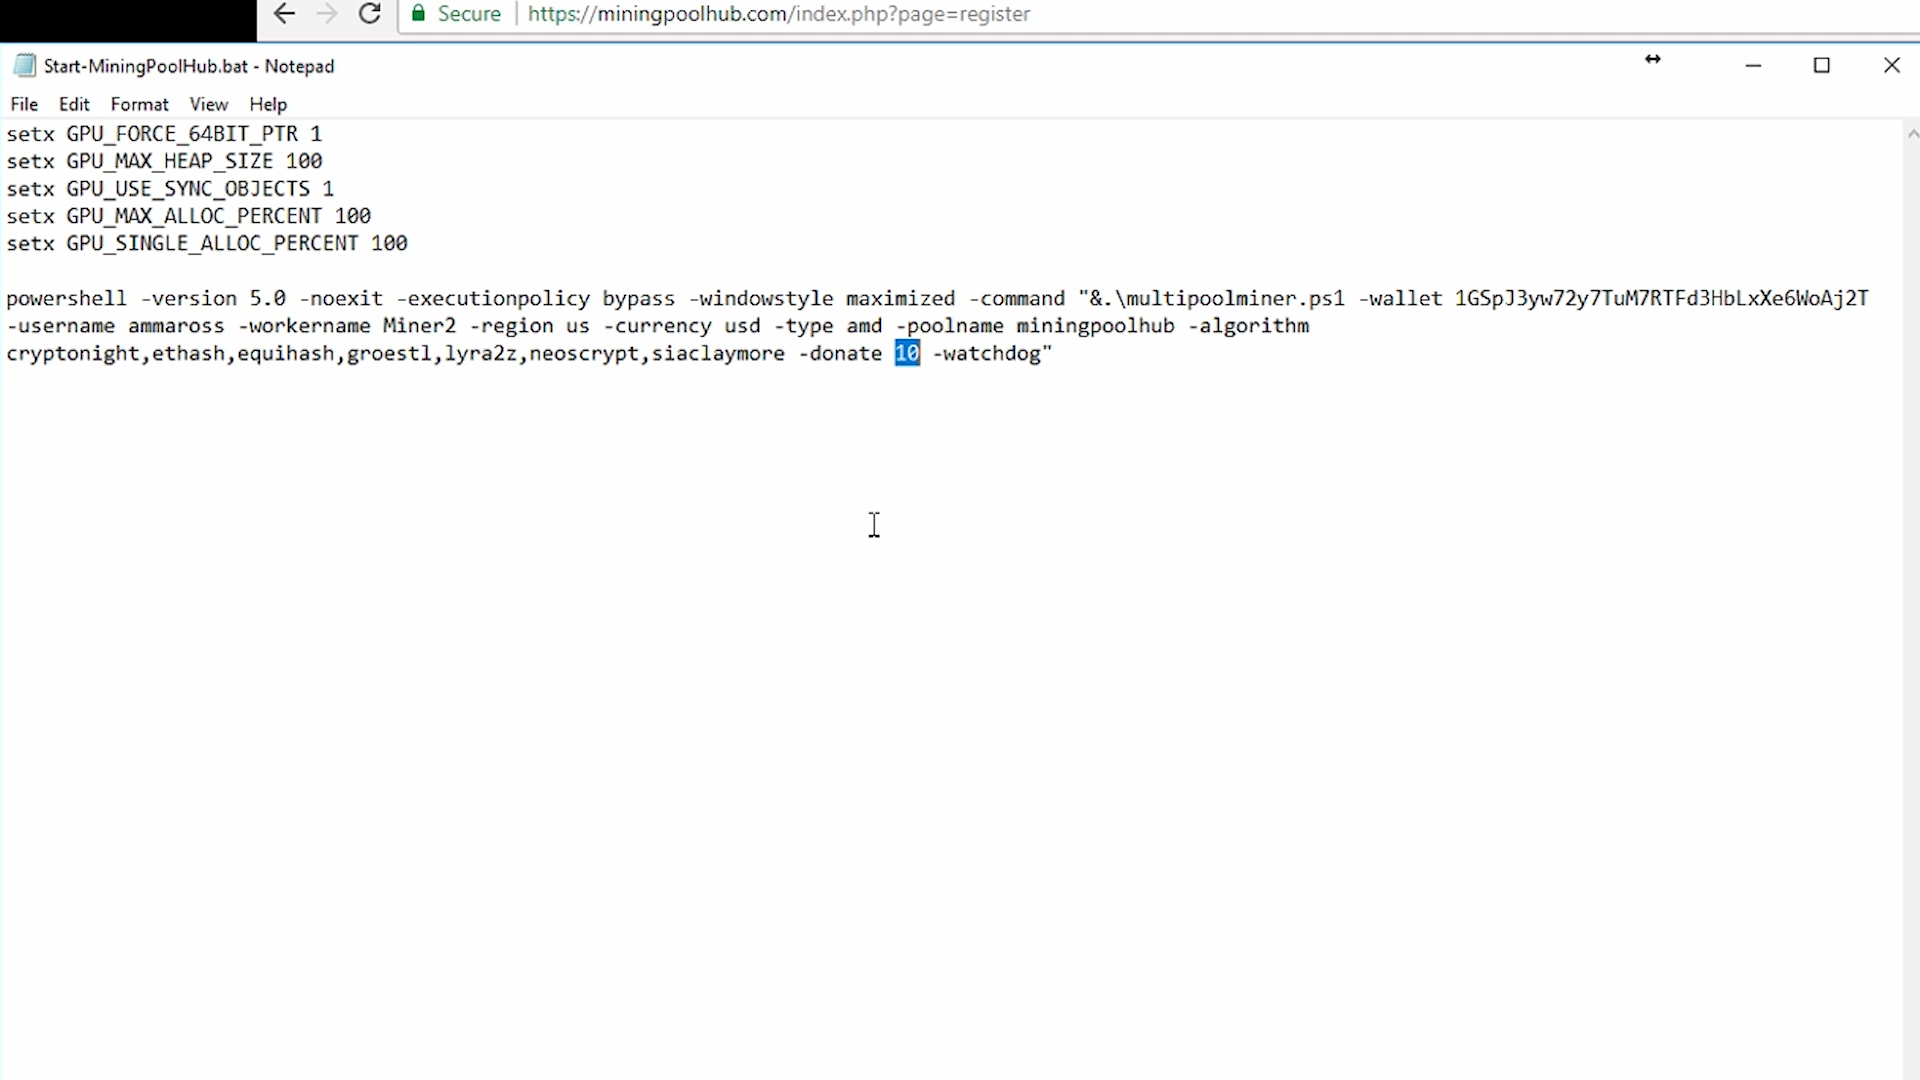 Secure https://miningpoolhub.com/index.php?page=register
Start-MiningPoolHub.bat - Notepad
File Edit Format View Help
setx GPU_FORCE_64BIT_PTR 1
setx GPU_MAX_HEAP_SIZE 100
setx GPU_USE_SYNC_OBJECTS 1
setx GPU_MAX_ALLOC_PERCENT 100
setx GPU_SINGLE_ALLOC_PERCENT 100
powershell -version 5.0 -noexit -executionpolicy bypass -windowstyle maximized -command "&.\multipoolminer.ps1 -wallet 1GSpJ3yw72y7TuM7RTFd3HbLxXe6WoAj2T
-username ammaross -workername Miner2 -region us -currency usd -type amd -poolname miningpoolhub -algorithm
cryptonight,ethash,equihash,groestl,lyra2z,neoscrypt,siaclaymore -donate 10 -watchdog"